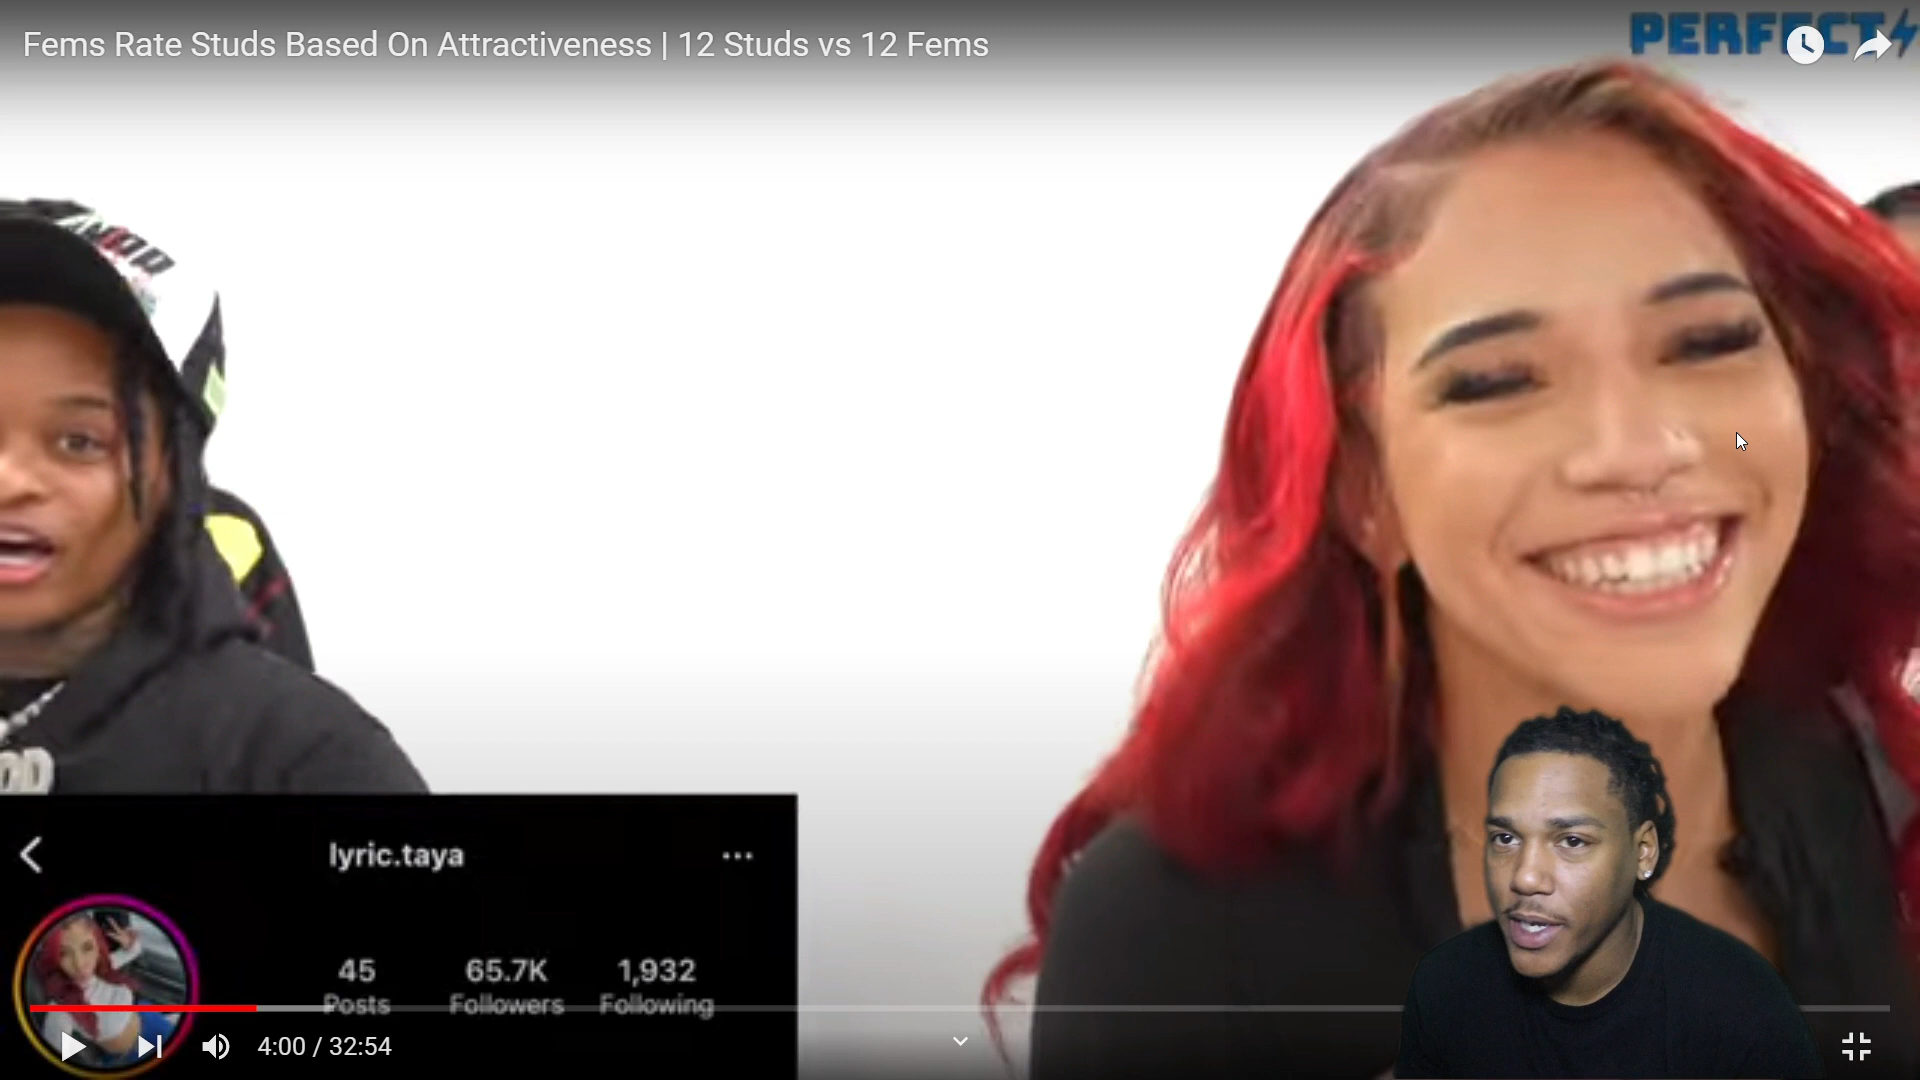 Fems Rate Studs Based On Attractiveness | 12 Studs vs 12 Fems
PERFECT
lyric.taya
45
Posts
65.7K
Followers
1,932
Following
4:00 / 32:54